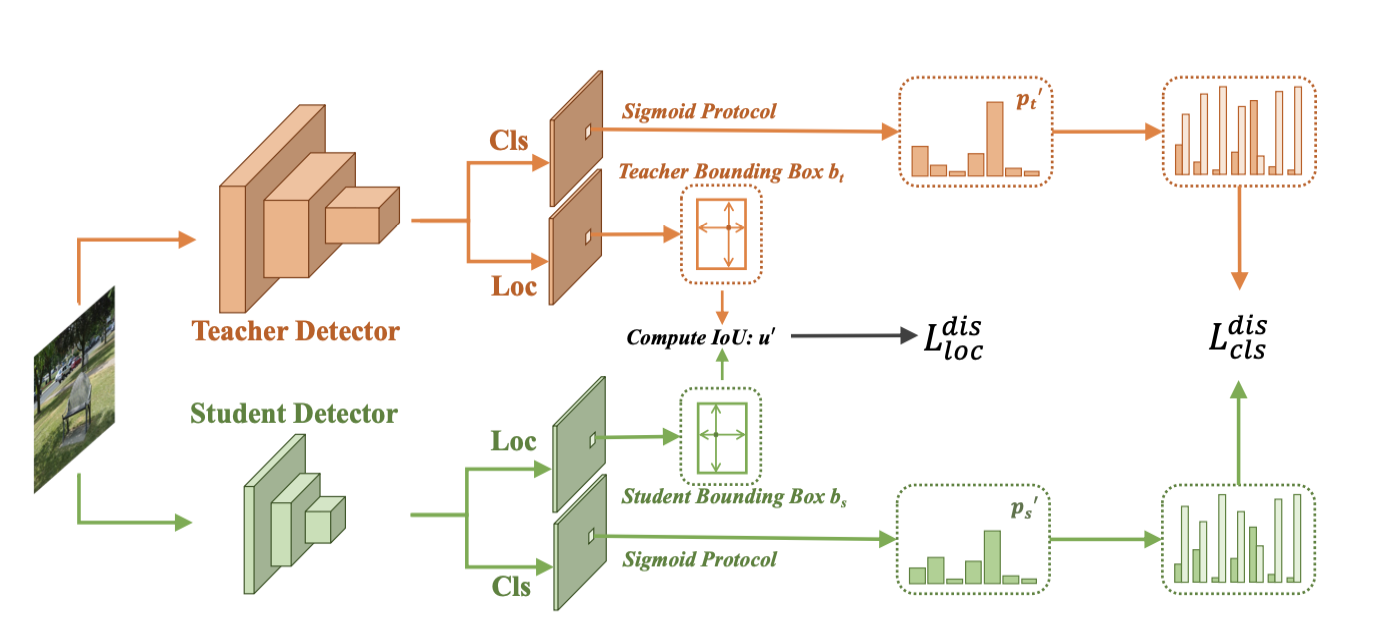 Sigmoid Protocol
p_t'
Cls
Teacher Bounding Box b_t
Loc
Teacher Detector
Compute IoU: u'
L_{loc}^{dis}
L_{cls}^{dis}
Student Detector
Loc
Student Bounding Box b_s
p_s'
Sigmoid Protocol
Cls